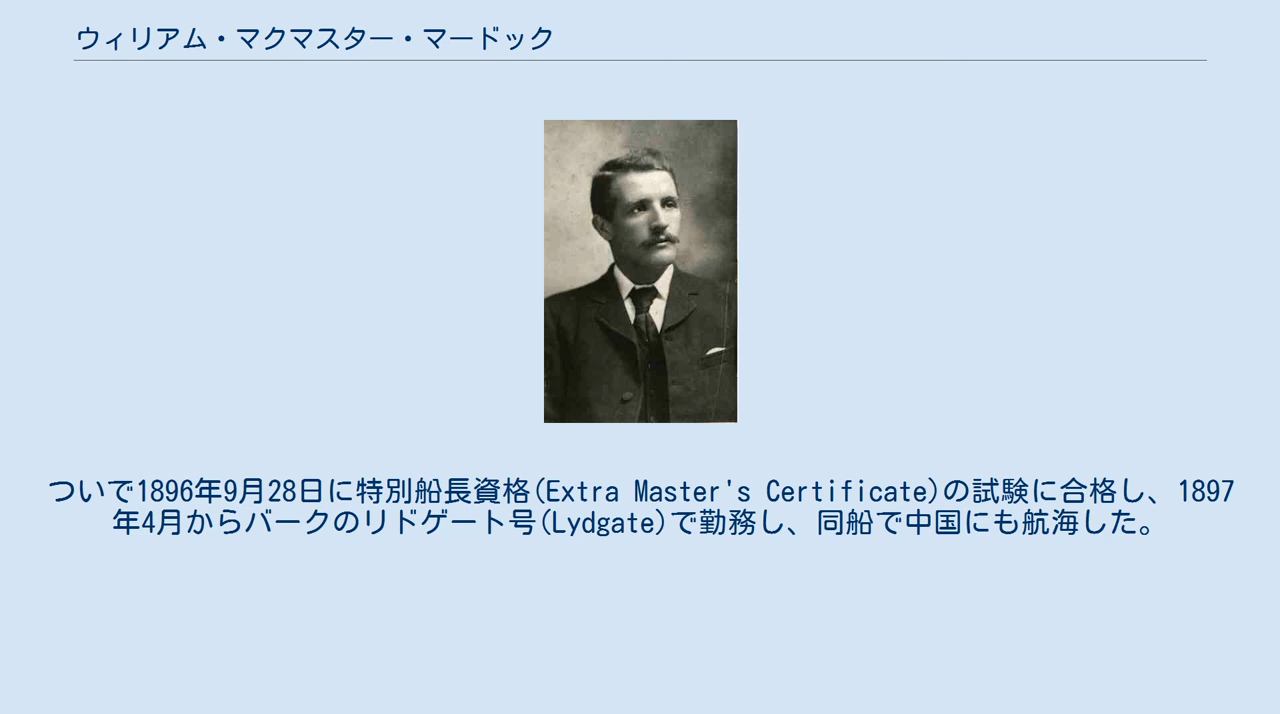 ウィリアム・マクマスター・マードック
ついで1896年9月28日に特別船長資格(Extra Master's Certificate)の試験に合格し、1897
年4月からバークのリドゲート号(Lydgate)で勤務し、同船で中国にも航海した。